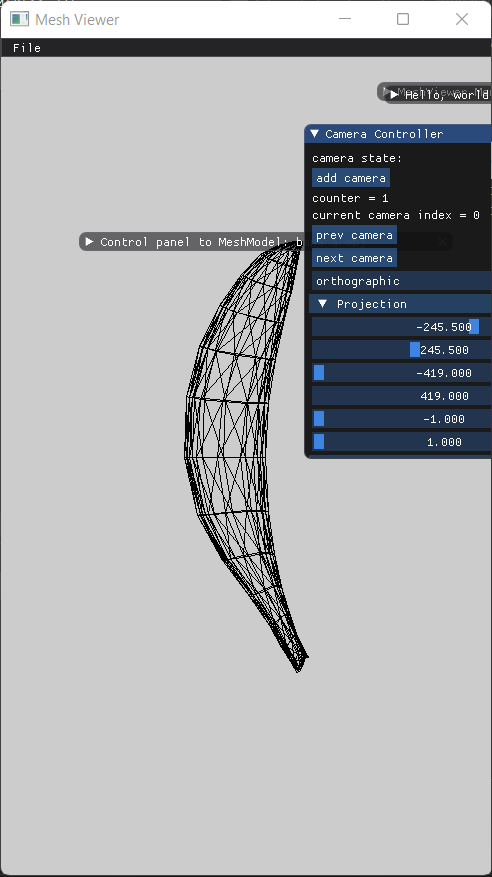 Mesh Viewer
File
Hello, world
Camera Controller
camera state:
add camera
counter = 1
current camera index = 0
prev camera
Control panel to MeshModel: b
next camera
orthographic
Projection
-245.500
245.500
-419.000
419.000
-1.000
1.000